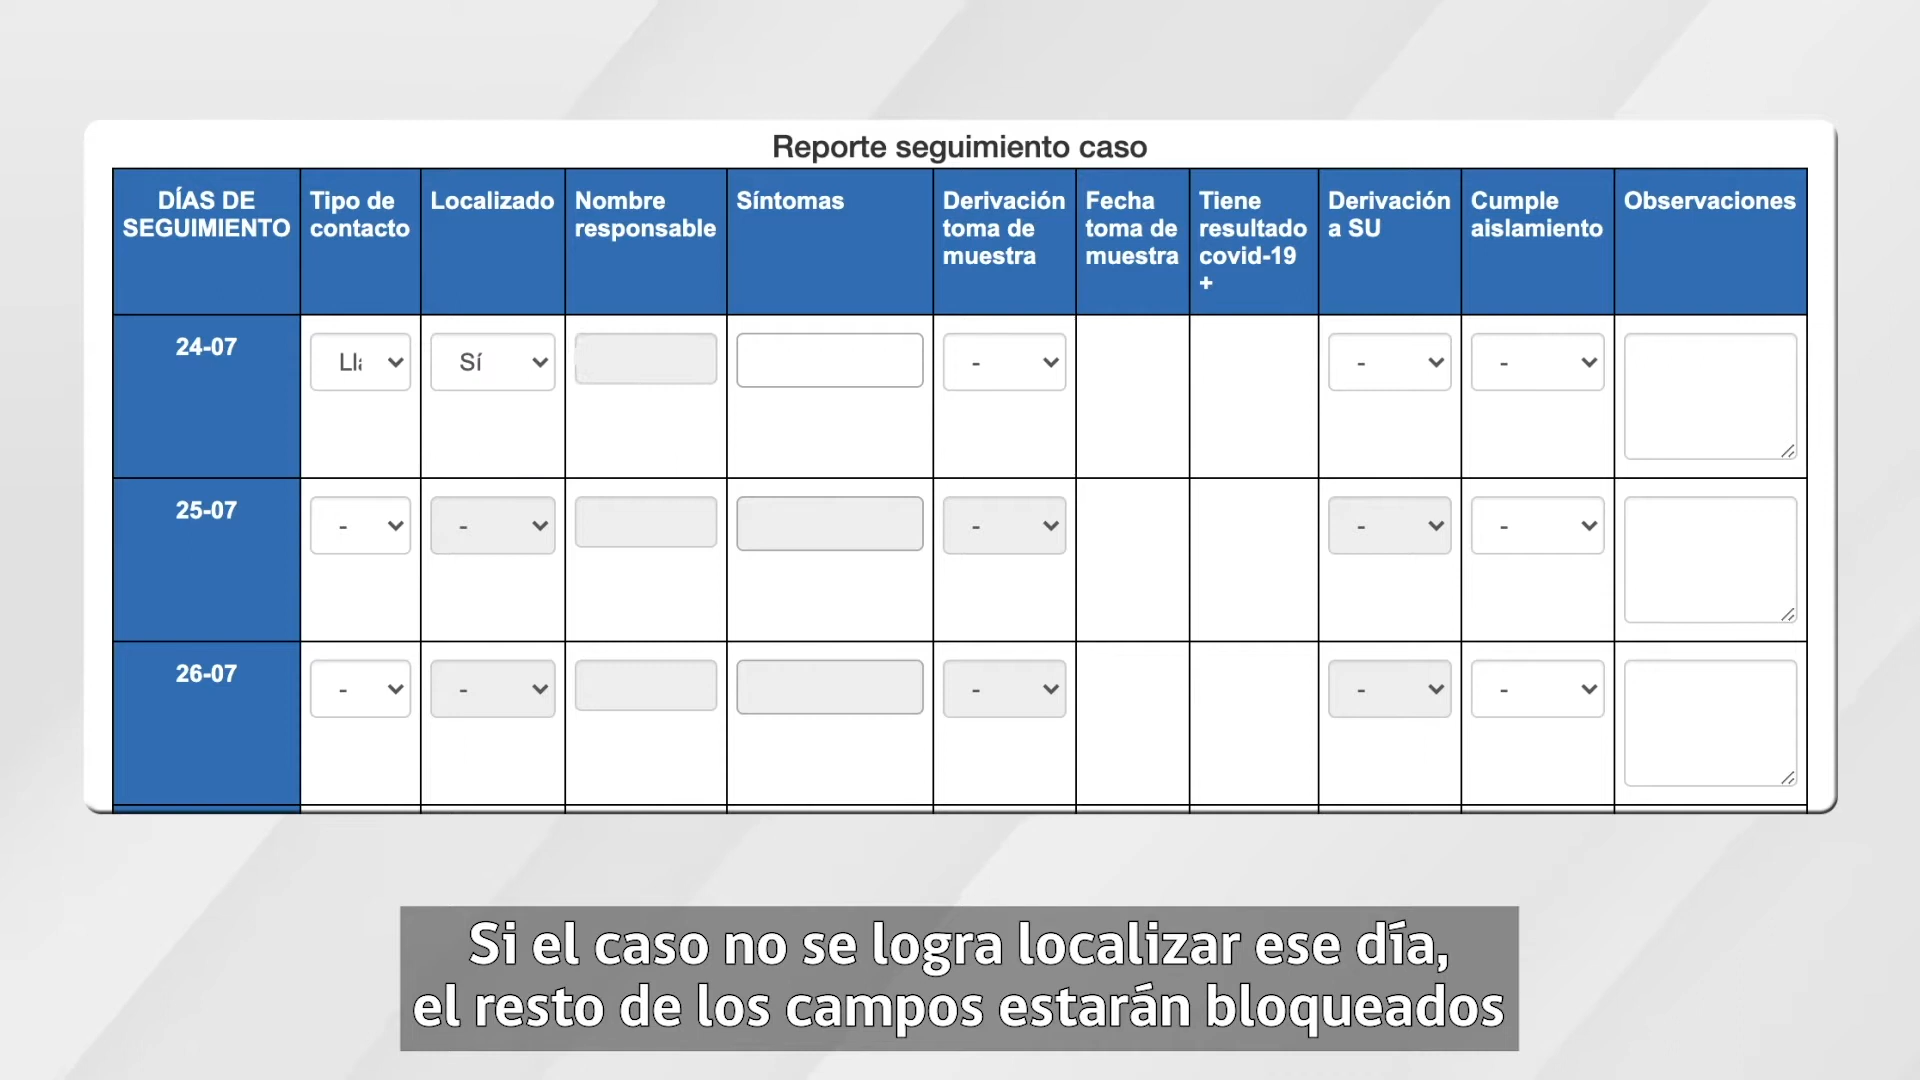 Reporte seguimiento caso
DÍAS DE SEGUIMIENTO
Tipo de contacto
Localizado
Nombre responsable
Síntomas
Derivación toma de muestra
Fecha toma de muestra
Tiene resultado covid-19 +
Derivación a SU
Cumple aislamiento
Observaciones
24-07 Sí - - -
25-07 - - - - -
26-07 - - - - -
Si el caso no se logra localizar ese día,
el resto de los campos estarán bloqueados